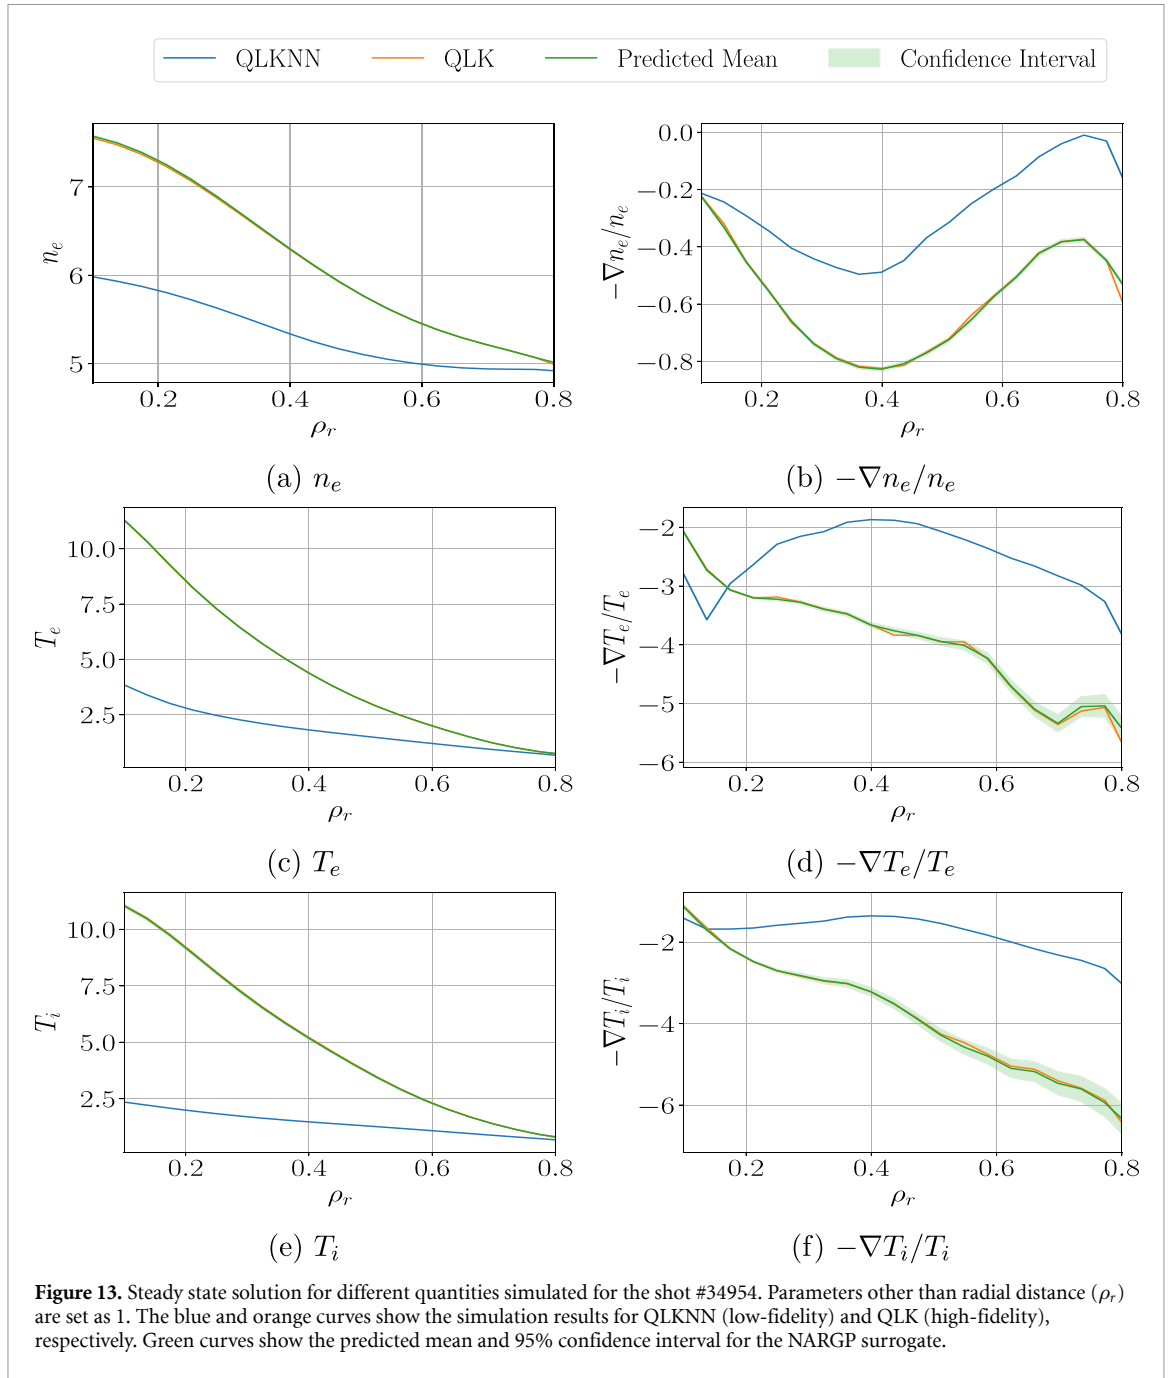 QLKNN QLK Predicted Mean Confidence Interval
7
6
5
n_e
0.2 0.4 0.6 0.8
ρ_r
(a) n_e
0.0
−0.2
−0.4
−0.6
−0.8
−∇n_e/n_e
0.2 0.4 0.6 0.8
ρ_r
(b) −∇n_e/n_e
10.0
7.5
5.0
2.5
T_e
0.2 0.4 0.6 0.8
ρ_r
(c) T_e
−2
−3
−4
−5
−6
−∇T_e/T_e
0.2 0.4 0.6 0.8
ρ_r
(d) −∇T_e/T_e
10.0
7.5
5.0
2.5
T_i
0.2 0.4 0.6 0.8
ρ_r
(e) T_i
−2
−4
−6
−∇T_i/T_i
0.2 0.4 0.6 0.8
ρ_r
(f) −∇T_i/T_i
Figure 13. Steady state solution for different quantities simulated for the shot #34954. Parameters other than radial distance (ρ_r)
are set as 1. The blue and orange curves show the simulation results for QLKNN (low-fidelity) and QLK (high-fidelity),
respectively. Green curves show the predicted mean and 95% confidence interval for the NARGP surrogate.